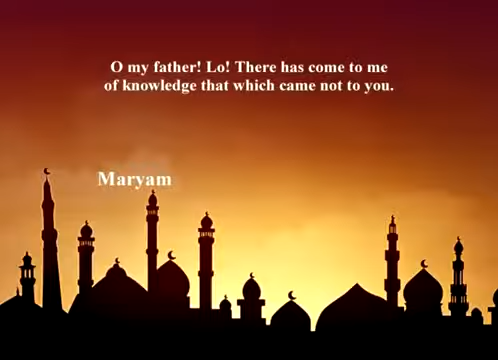 O my father! Lo! There has come to me
of knowledge that which came not to you.
Maryam